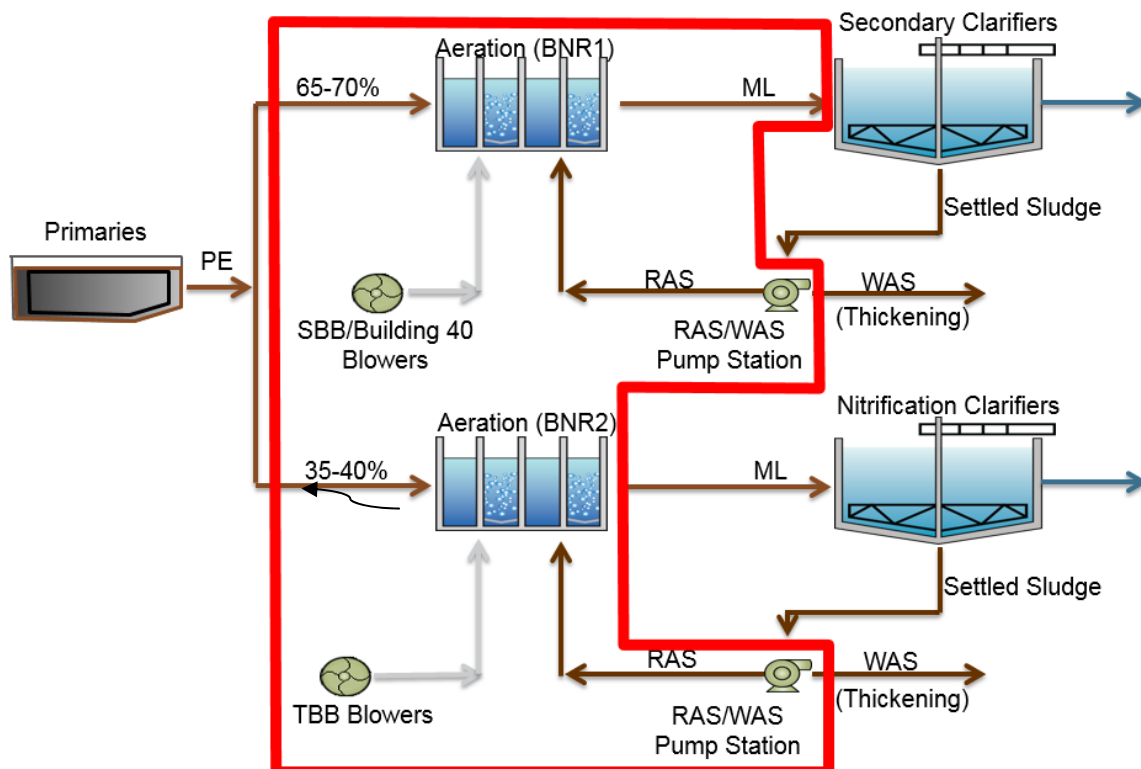 Secondary Clarifiers
Aeration (BNR1)
65-70%
ML
Settled Sludge
Primaries
PE
RAS
WAS
(Thickening)
SBB/Building 40
Blowers
RAS/WAS
Pump Station
Nitrification Clarifiers
Aeration (BNR2)
35-40%
ML
Settled Sludge
RAS
WAS
(Thickening)
TBB Blowers
RAS/WAS
Pump Station